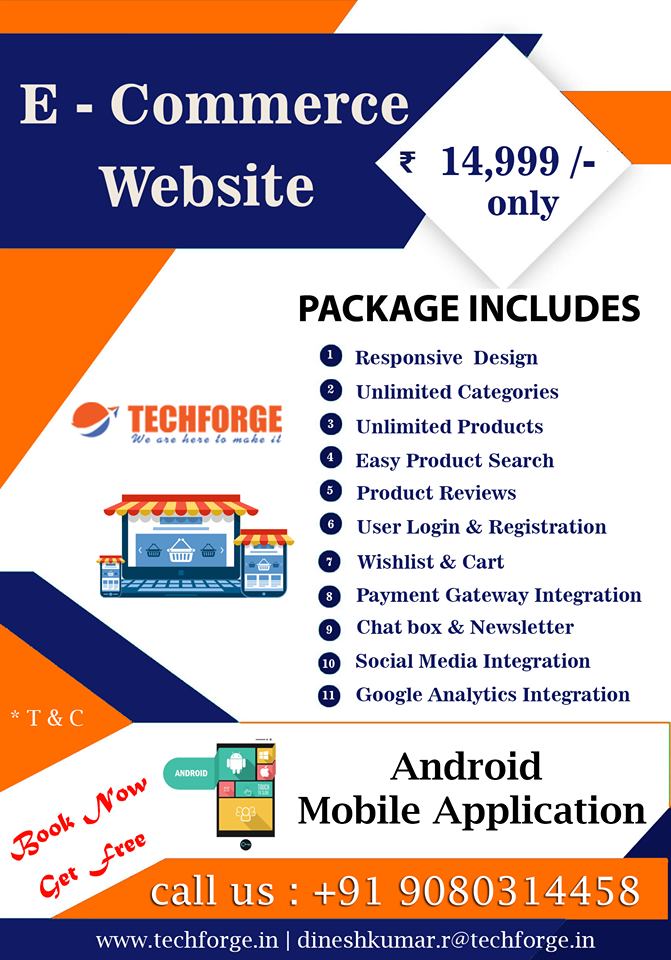 E - Commerce
Website
₹ 14,999 /-
only
PACKAGE INCLUDES
1 Responsive Design
2 Unlimited Categories
3 Unlimited Products
4 Easy Product Search
5 Product Reviews
6 User Login & Registration
7 Wishlist & Cart
8 Payment Gateway Integration
9 Chat box & Newsletter
10 Social Media Integration
11 Google Analytics Integration
TECHFORGE
We are here to make it
* T & C
Book Now
Get Free
ANDROID
Android
Mobile Application
call us : +91 9080314458
www.techforge.in | dineshkumar.r@techforge.in